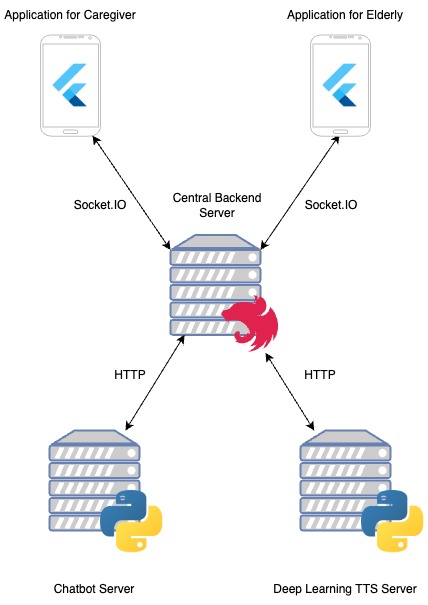 Application for Caregiver
Application for Elderly
Socket.IO
Central Backend
Server
Socket.IO
HTTP
HTTP
Chatbot Server
Deep Learning TTS Server